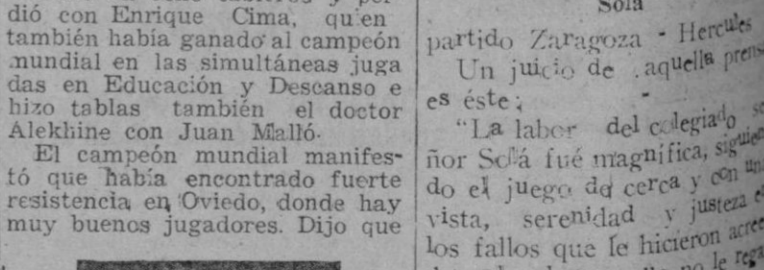 dió con Enrique Cima, quien
también había ganado al campeón
mundial en las simultáneas juga
das en Educación y Descanso e
hizo tablas también el doctor
Alekhine con Juan Malló.
El campeón mundial manifes-
tó que había encontrado fuerte
resistencia en Oviedo, donde hay
muy buenos jugadores. Dijo que
Solá
partido Zaragoza - Hercules
Un juicio de aquella prens
es éste:
"La labor del colegiado se
ñor Solá fué magnífica, siguien
do el juego de cerca y con una
vista, serenidad y justeza e
los fallos que le hicieron acree